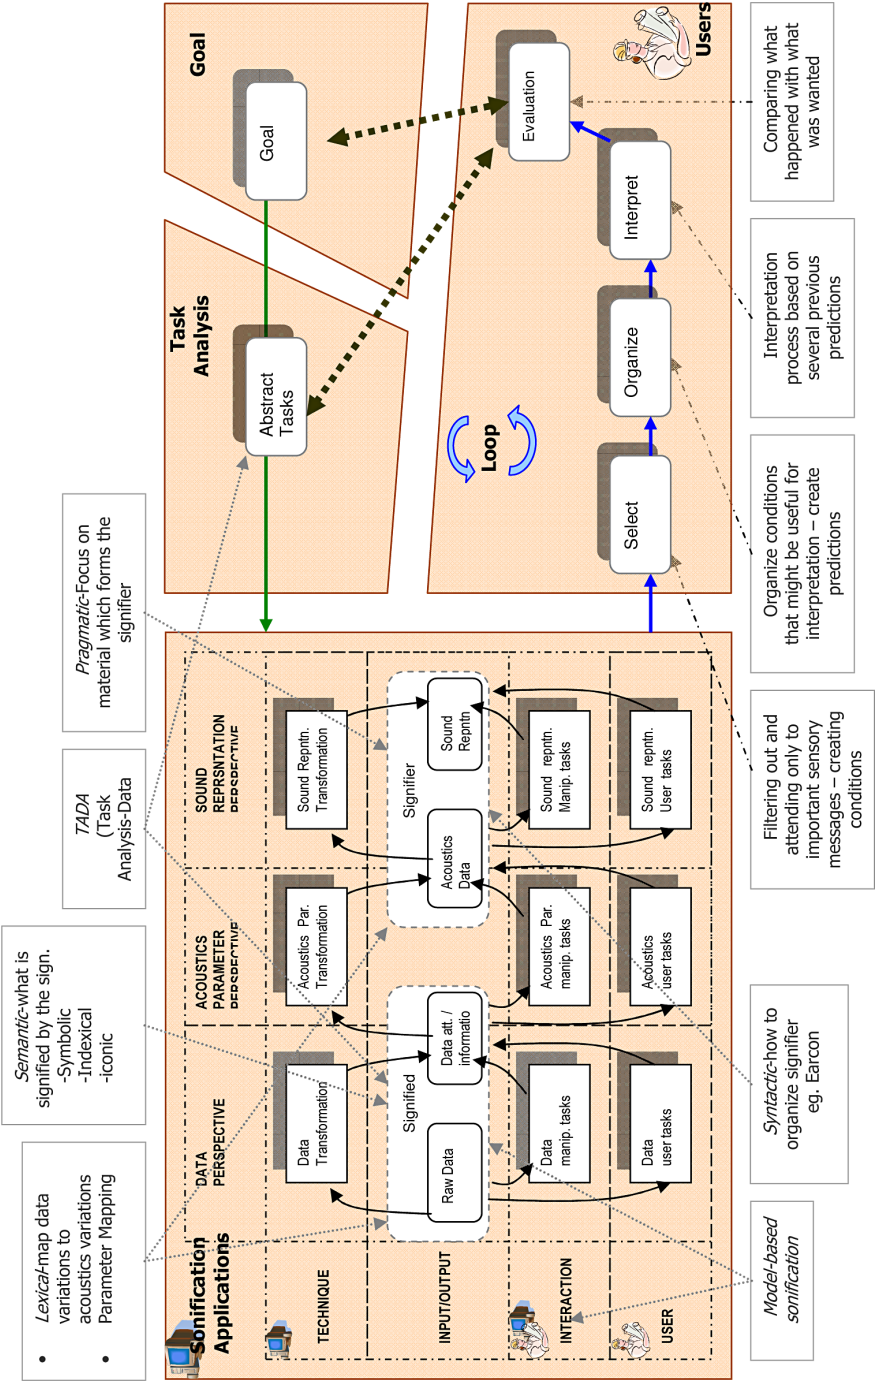 • Lexical-map data
variations to
acoustics variations
• Parameter Mapping
Semantic-what is
signified by the sign.
-Symbolic
-Indexical
-iconic
TADA
(Task
Analysis-Data
Pragmatic-Focus on
material which forms the
signifier
Sonification
Applications
DATA
PERSPECTIVE
ACOUSTICS
PARAMETER
PERSPECTIVE
SOUND
REPRSNTATION
PERSPECTIVE
TECHNIQUE
Data
Transformation
Acoustics Par.
Transformation
Sound Repntn.
Transformation
INPUT/OUTPUT
Signified
Raw Data
Data att. /
informatio
Signifier
Acoustics
Data
Sound
Repntn
INTERACTION
Data
manip. tasks
Acoustics Par.
manip. tasks
Sound repntn.
Manip. tasks
USER
Data
user tasks
Acoustics
user tasks
Sound repntn.
User tasks
Task
Analysis
Abstract
Tasks
Goal
Goal
Loop
Select
Organize
Interpret
Evaluation
Users
Model-based
sonification
Syntactic-how to
organize signifier
eg. Earcon
Filtering out and
attending only to
important sensory
messages – creating
conditions
Organize conditions
that might be useful for
interpretation – create
predictions
Interpretation
process based on
several previous
predictions
Comparing what
happened with what
was wanted